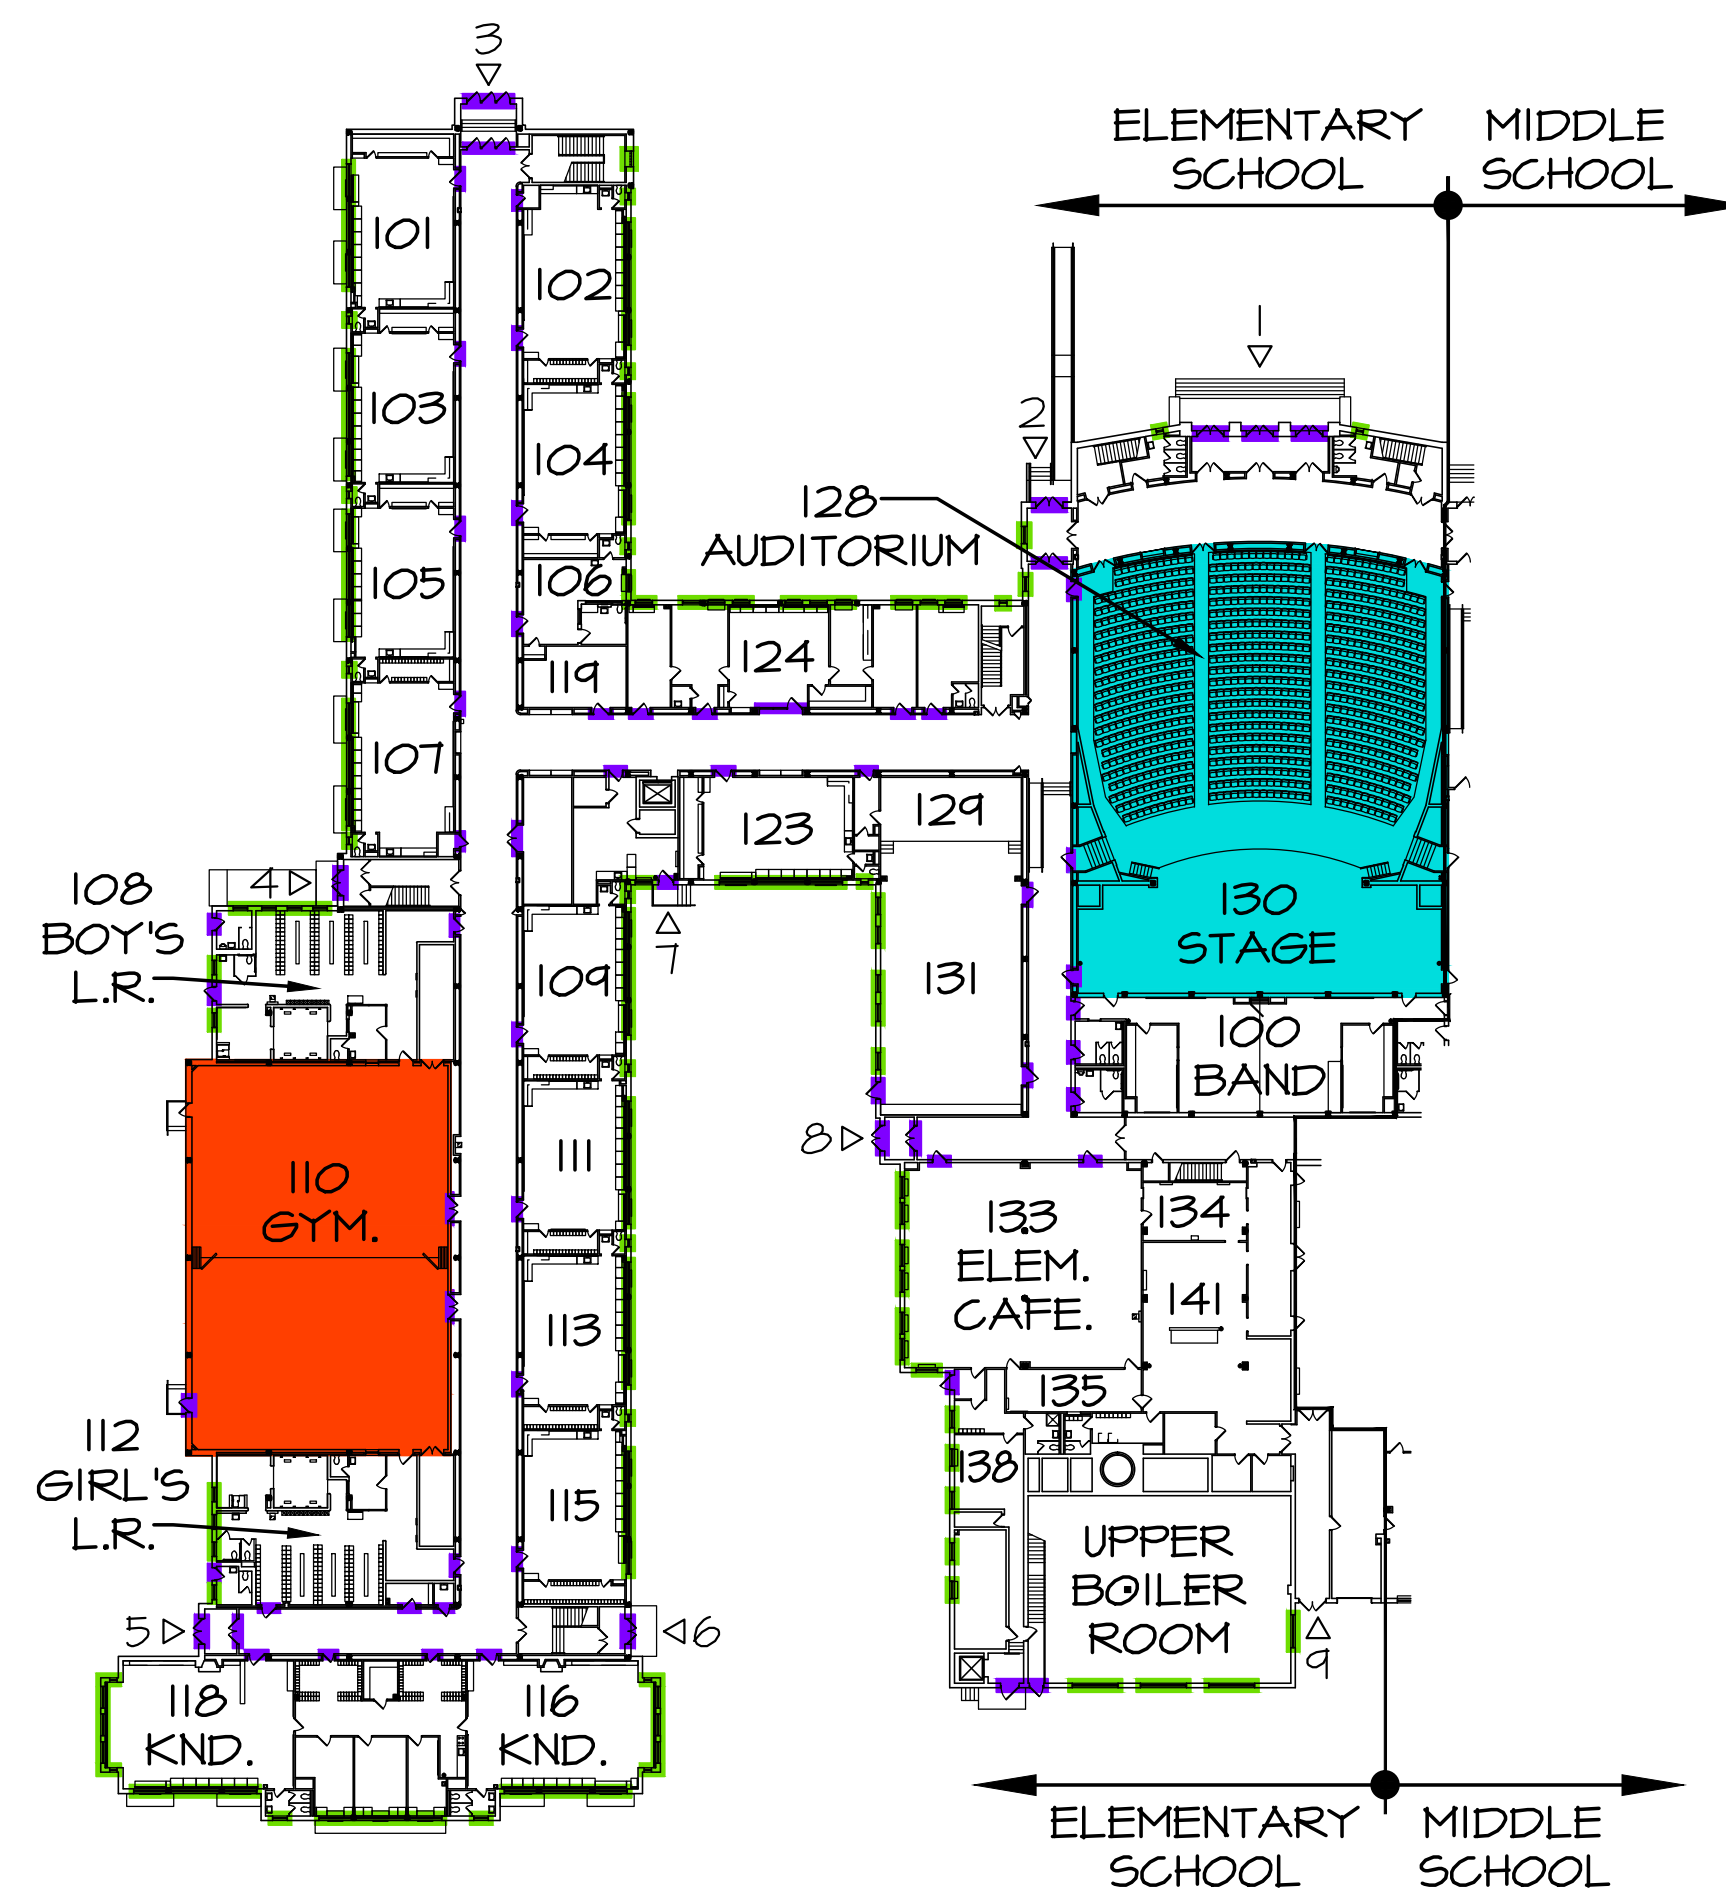 3
ELEMENTARY MIDDLE
SCHOOL SCHOOL
101
102
1
103
2
104
128
AUDITORIUM
105
106
124
119
107
123
129
4
108
BOY'S
L.R.
130
STAGE
7
109
131
100
BAND
8
111
110
GYM.
133
ELEM.
CAFE.
134
141
113
135
112
GIRL'S
L.R.
138
115
UPPER
BOILER
ROOM
5
6
9
118
KND.
116
KND.
ELEMENTARY MIDDLE
SCHOOL SCHOOL